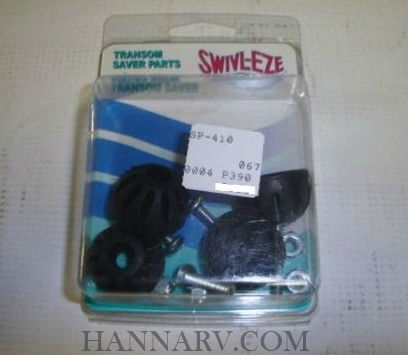 TRANSOM
SAVER PARTS
SWIVL-EZE
TRANSOM SAVER
SP-410
067
0004 P390
HANNARV.COM